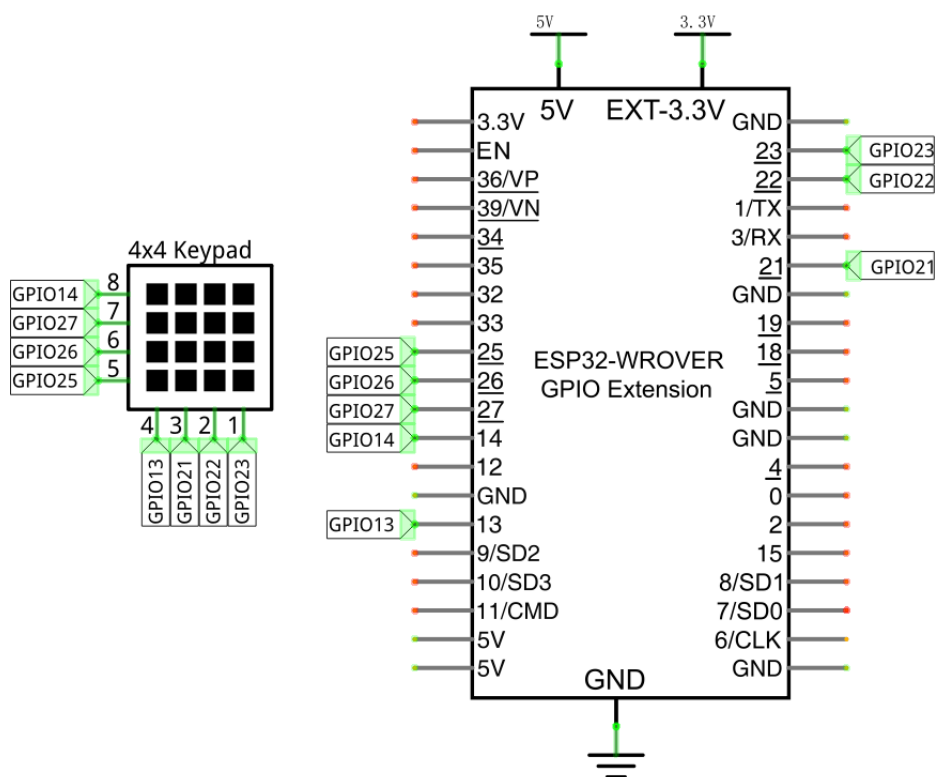 5V
3.3V
5V
EXT-3.3V
3.3V
EN
36/VP
39/VN
34
35
32
33
25
26
27
14
12
GND
13
9/SD2
10/SD3
11/CMD
5V
5V
GND
23
22
1/TX
3/RX
21
GND
19
18
5
GND
GND
4
0
2
15
8/SD1
7/SD0
6/CLK
GND
ESP32-WROVER
GPIO Extension
GND
GPIO23
GPIO22
GPIO21
GPIO25
GPIO26
GPIO27
GPIO14
GPIO13
4x4 Keypad
GPIO14
8
GPIO27
7
GPIO26
6
GPIO25
5
4
3
2
1
GPIO13
GPIO21
GPIO22
GPIO23